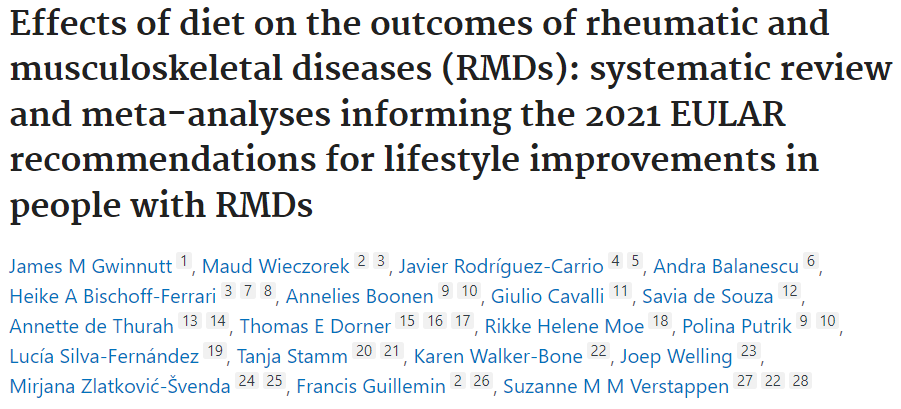 Effects of diet on the outcomes of rheumatic and
musculoskeletal diseases (RMDs): systematic review
and meta-analyses informing the 2021 EULAR
recommendations for lifestyle improvements in
people with RMDs
James M Gwinnutt 1, Maud Wieczorek 2 3, Javier Rodríguez-Carrio 4 5, Andra Balanescu 6,
Heike A Bischoff-Ferrari 3 7 8, Annelies Boonen 9 10, Giulio Cavalli 11, Savia de Souza 12,
Annette de Thurah 13 14, Thomas E Dorner 15 16 17, Rikke Helene Moe 18, Polina Putrik 9 10,
Lucía Silva-Fernández 19, Tanja Stamm 20 21, Karen Walker-Bone 22, Joep Welling 23,
Mirjana Zlatković-Švenda 24 25, Francis Guillemin 2 26, Suzanne M M Verstappen 27 22 28